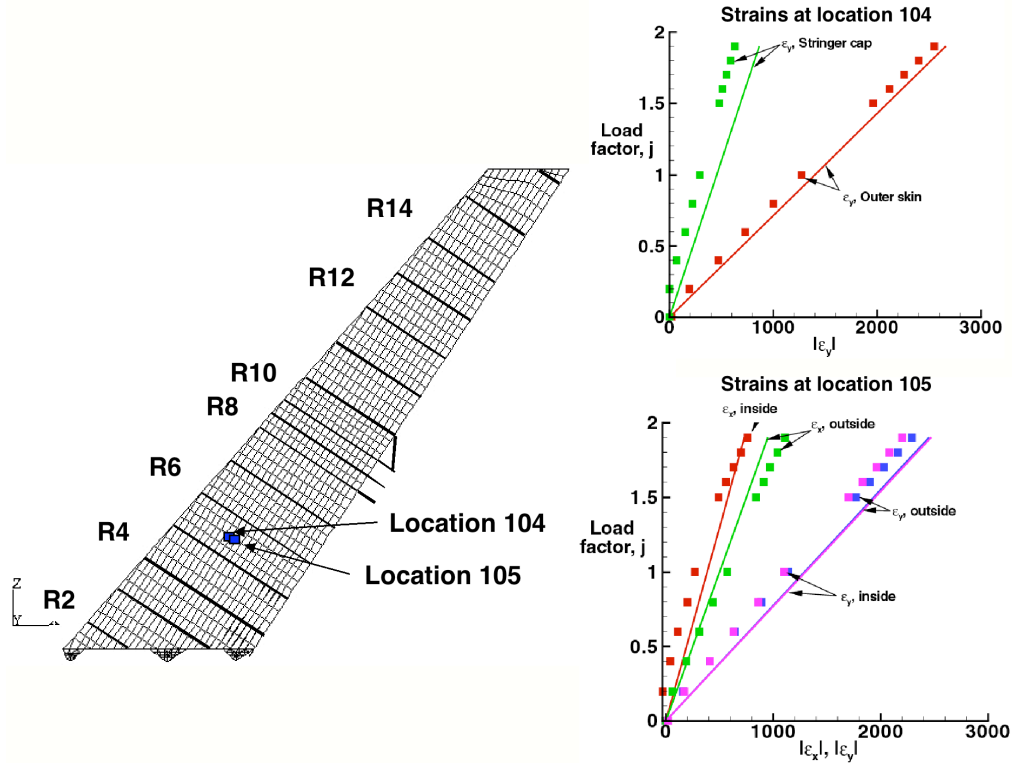 R14
R12
R10
R8
R6
R4
R2
Location 104
Location 105
Z
Y
Strains at location 104
2
1.5
1
0.5
0
Load
factor, j
εy, Stringer cap
εy, Outer skin
0
1000
2000
3000
|εy|
Strains at location 105
2
1.5
1
0.5
0
Load
factor, j
εx, inside
εx, outside
εy, outside
εy, inside
0
1000
2000
3000
|εx|, |εy|